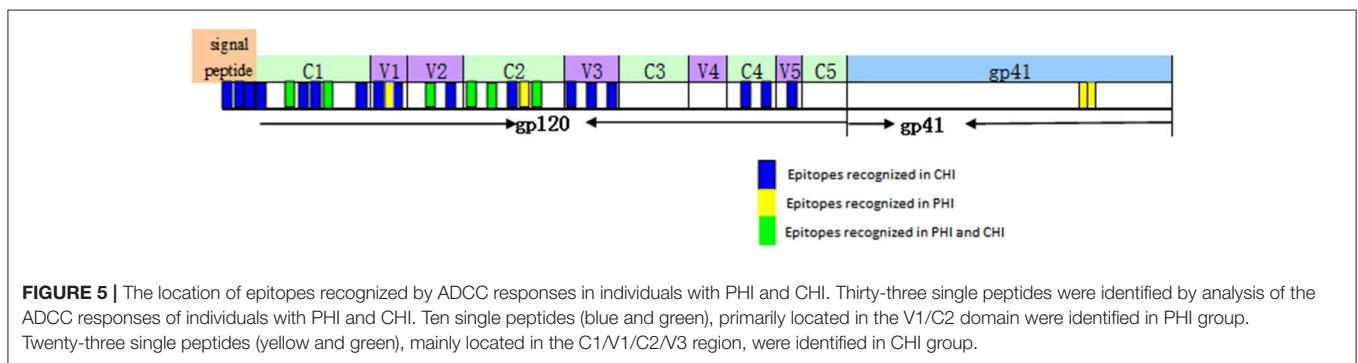 signal
peptide C1 V1 V2 C2 V3 C3 V4 C4 V5 C5 gp41
gp120 gp41
Epitopes recognized in CHI
Epitopes recognized in PHI
Epitopes recognized in PHI and CHI
FIGURE 5 | The location of epitopes recognized by ADCC responses in individuals with PHI and CHI. Thirty-three single peptides were identified by analysis of the
ADCC responses of individuals with PHI and CHI. Ten single peptides (blue and green), primarily located in the V1/C2 domain were identified in PHI group.
Twenty-three single peptides (yellow and green), mainly located in the C1/V1/C2/V3 region, were identified in CHI group.